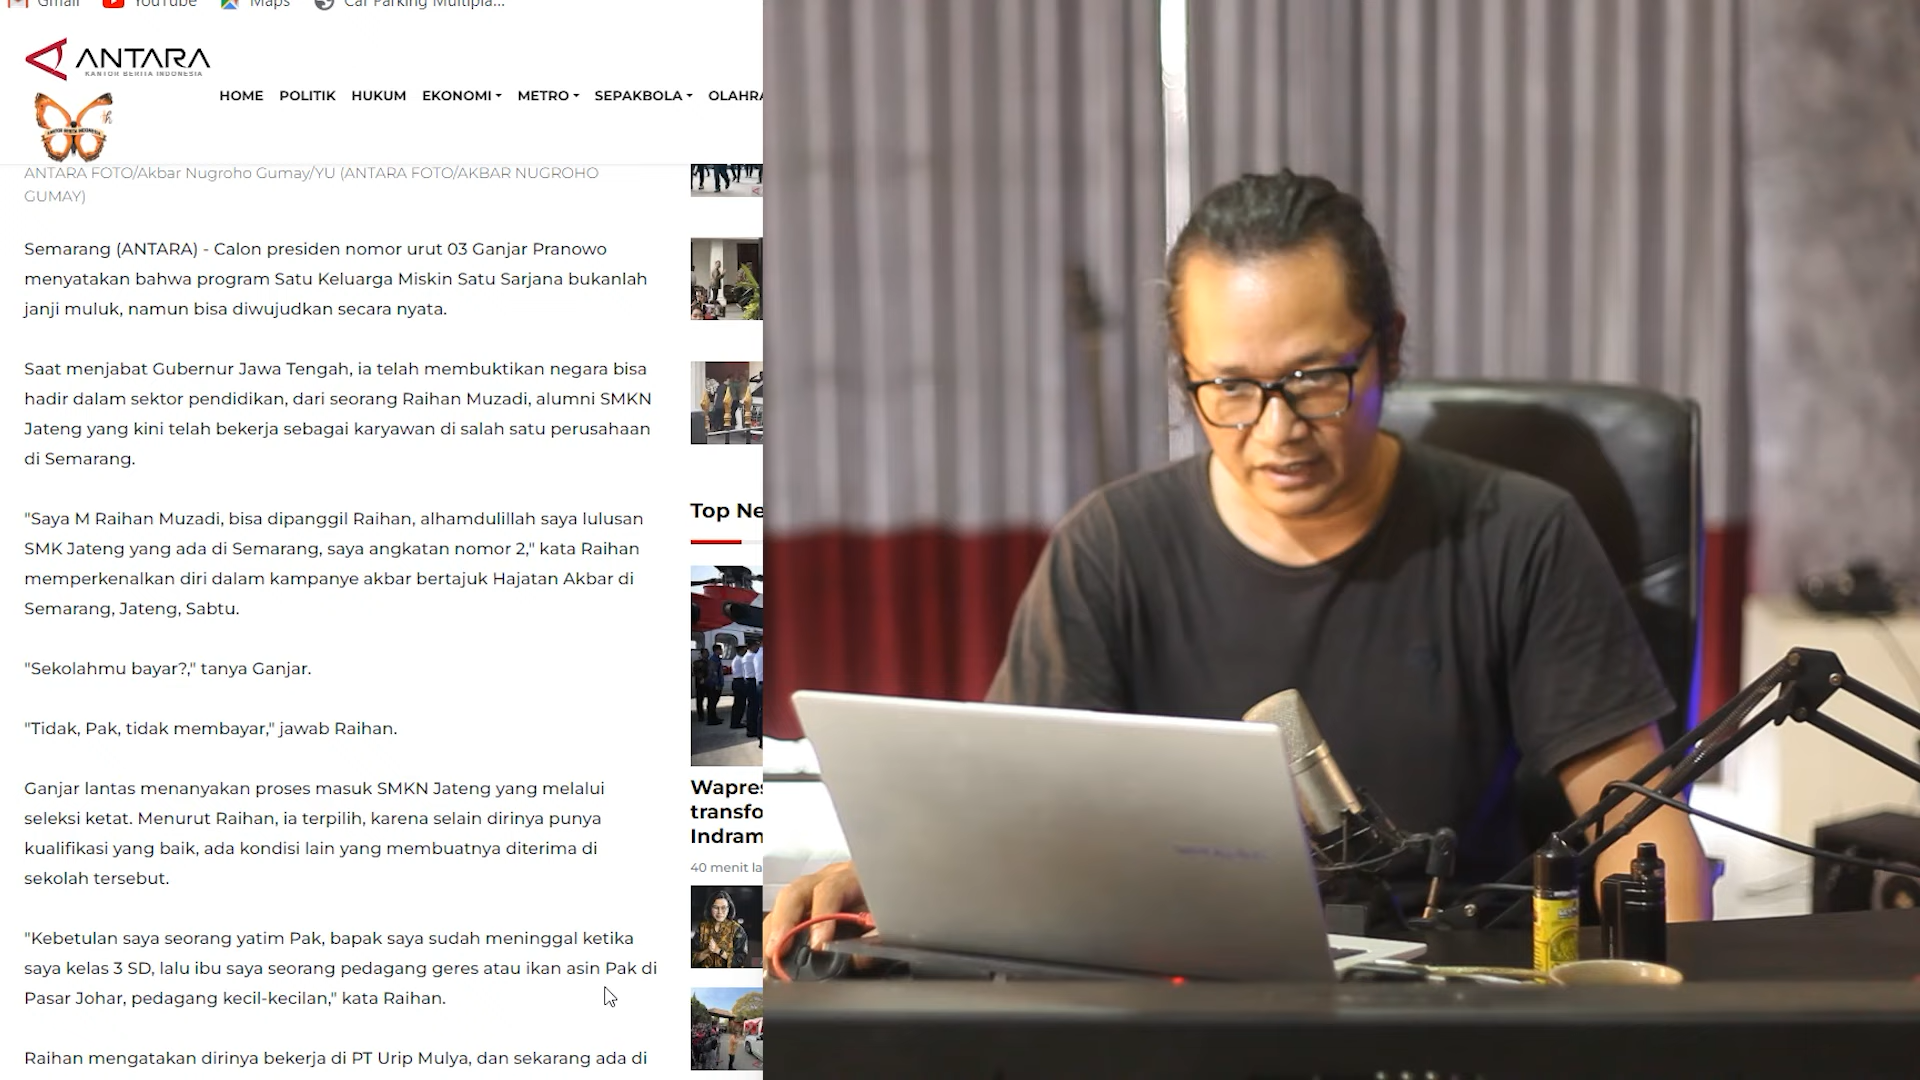 Gmail YouTube Maps Car Parking Multipla...
ANTARA
KANTOR BERITA INDONESIA
th
HOME POLITIK HUKUM EKONOMI METRO SEPAKBOLA OLAHRA
ANTARA FOTO/Akbar Nugroho Gumay/YU (ANTARA FOTO/AKBAR NUGROHO
GUMAY)
Semarang (ANTARA) - Calon presiden nomor urut 03 Ganjar Pranowo
menyatakan bahwa program Satu Keluarga Miskin Satu Sarjana bukanlah
janji muluk, namun bisa diwujudkan secara nyata.
Saat menjabat Gubernur Jawa Tengah, ia telah membuktikan negara bisa
hadir dalam sektor pendidikan, dari seorang Raihan Muzadi, alumni SMKN
Jateng yang kini telah bekerja sebagai karyawan di salah satu perusahaan
di Semarang.
"Saya M Raihan Muzadi, bisa dipanggil Raihan, alhamdulillah saya lulusan
SMK Jateng yang ada di Semarang, saya angkatan nomor 2," kata Raihan
memperkenalkan diri dalam kampanye akbar bertajuk Hajatan Akbar di
Semarang, Jateng, Sabtu.
"Sekolahmu bayar?," tanya Ganjar.
"Tidak, Pak, tidak membayar," jawab Raihan.
Ganjar lantas menanyakan proses masuk SMKN Jateng yang melalui
seleksi ketat. Menurut Raihan, ia terpilih, karena selain dirinya punya
kualifikasi yang baik, ada kondisi lain yang membuatnya diterima di
sekolah tersebut.
"Kebetulan saya seorang yatim Pak, bapak saya sudah meninggal ketika
saya kelas 3 SD, lalu ibu saya seorang pedagang geres atau ikan asin Pak di
Pasar Johar, pedagang kecil-kecilan," kata Raihan.
Raihan mengatakan dirinya bekerja di PT Urip Mulya, dan sekarang ada di
Top Ne
Wapres
transfo
Indram
40 menit la